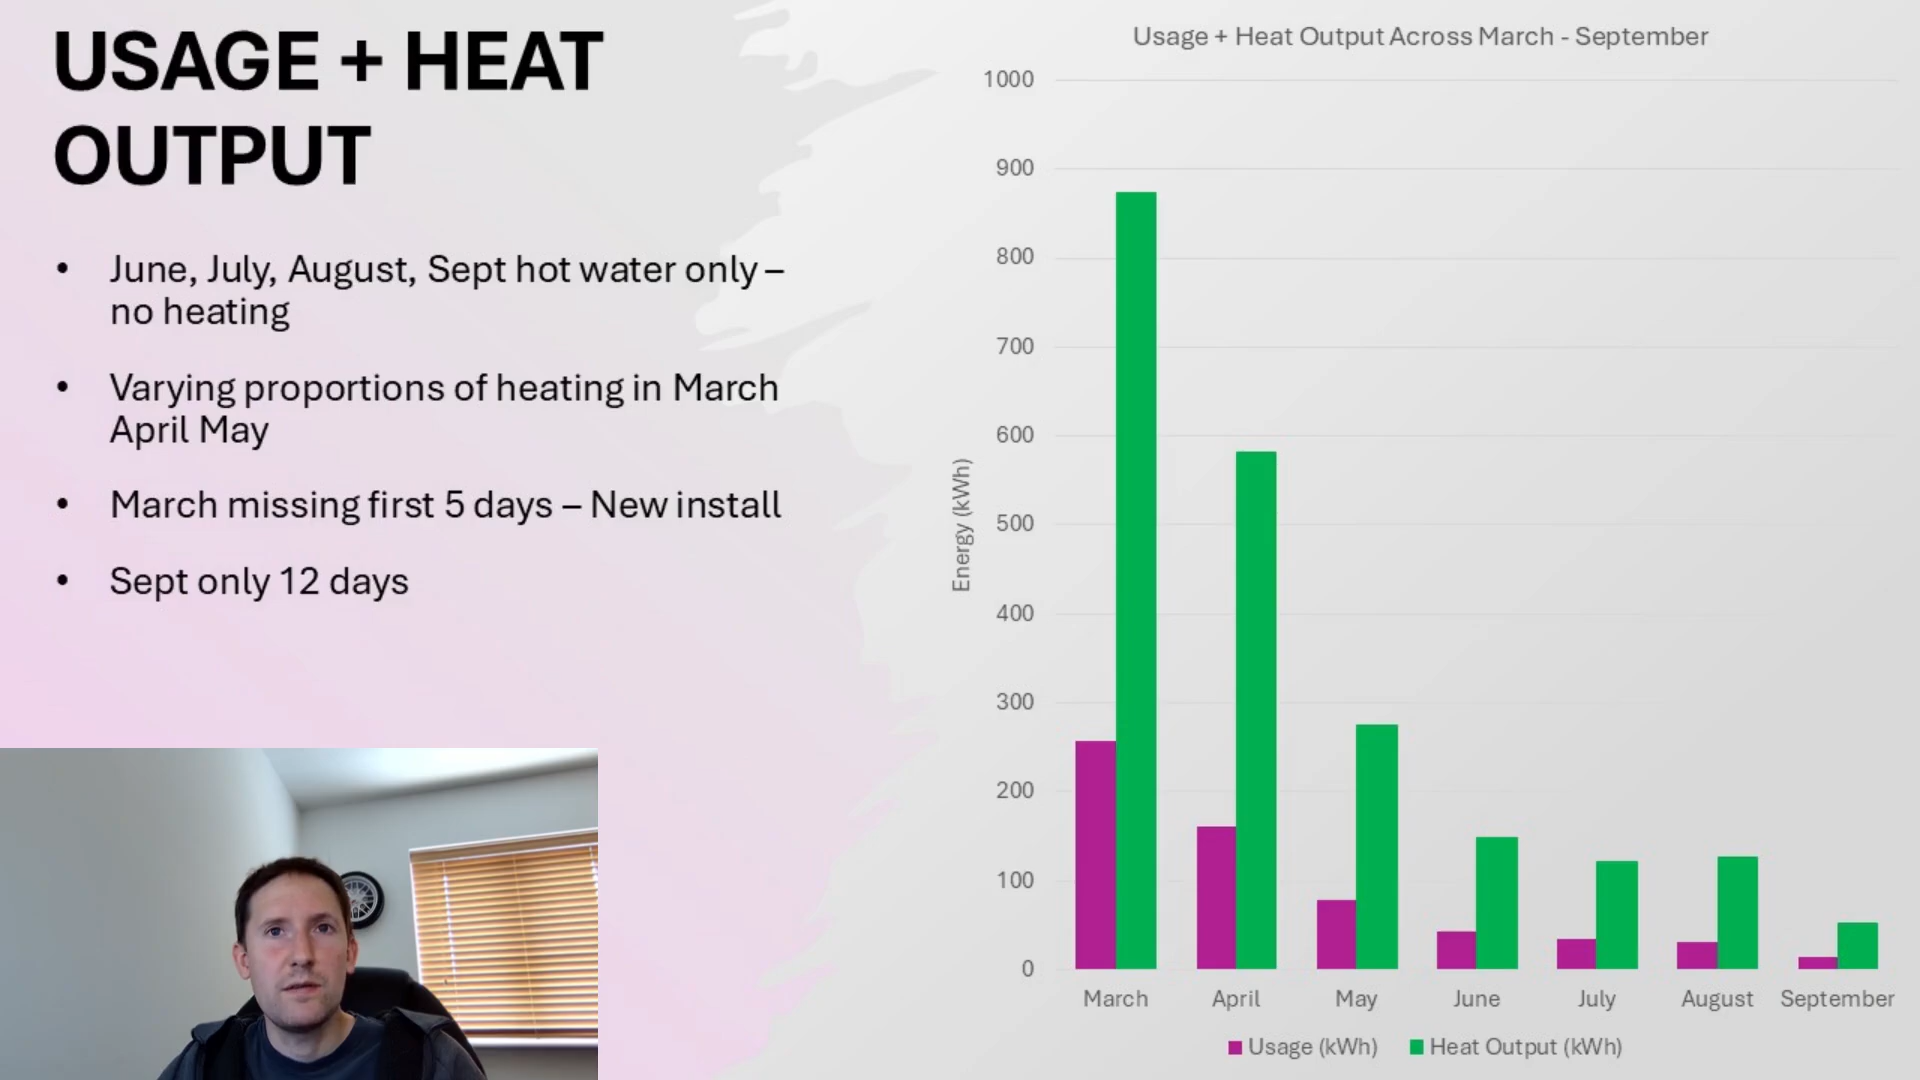 USAGE + HEAT
OUTPUT
• June, July, August, Sept hot water only –
no heating
• Varying proportions of heating in March
April May
• March missing first 5 days – New install
• Sept only 12 days
Usage + Heat Output Across March - September
1000
900
800
700
600
500
400
300
200
100
0
Energy (kWh)
March April May June July August September
Usage (kWh) Heat Output (kWh)